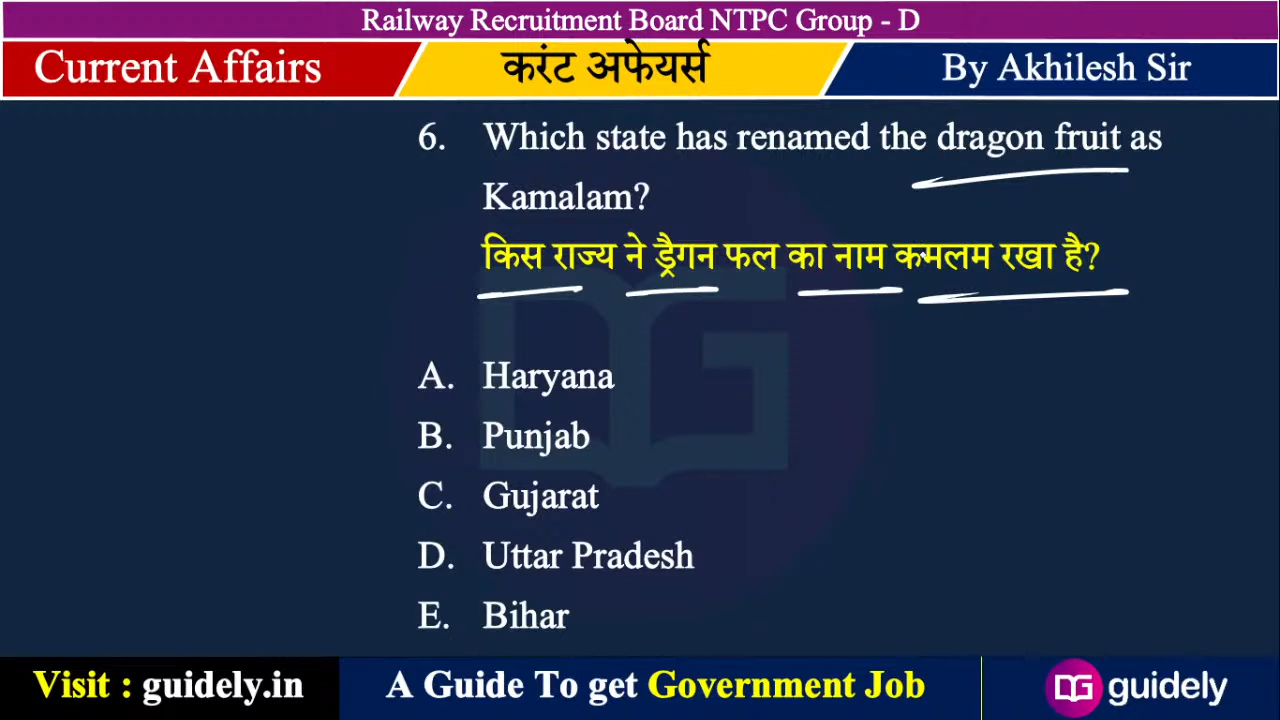 Railway Recruitment Board NTPC Group - D
Current Affairs
करंट अफेयर्स
By Akhilesh Sir
6. Which state has renamed the dragon fruit as
Kamalam?
किस राज्य ने ड्रैगन फल का नाम कमलम रखा है?
A. Haryana
B. Punjab
C. Gujarat
D. Uttar Pradesh
E. Bihar
Visit : guidely.in
A Guide To get Government Job
DG guidely